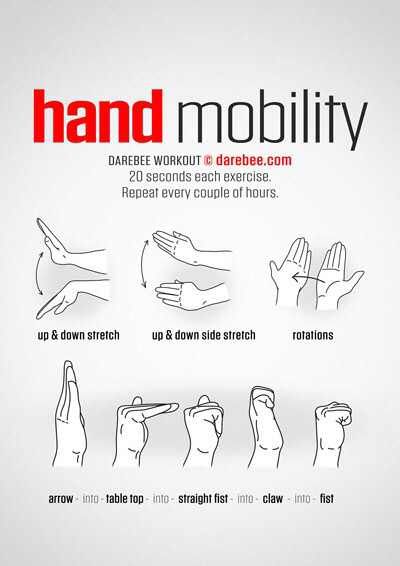 hand mobility
DAREBEE WORKOUT © darebee.com
20 seconds each exercise.
Repeat every couple of hours.
up & down stretch
up & down side stretch
rotations
arrow - into - table top - into - straight fist - into - claw - into - fist